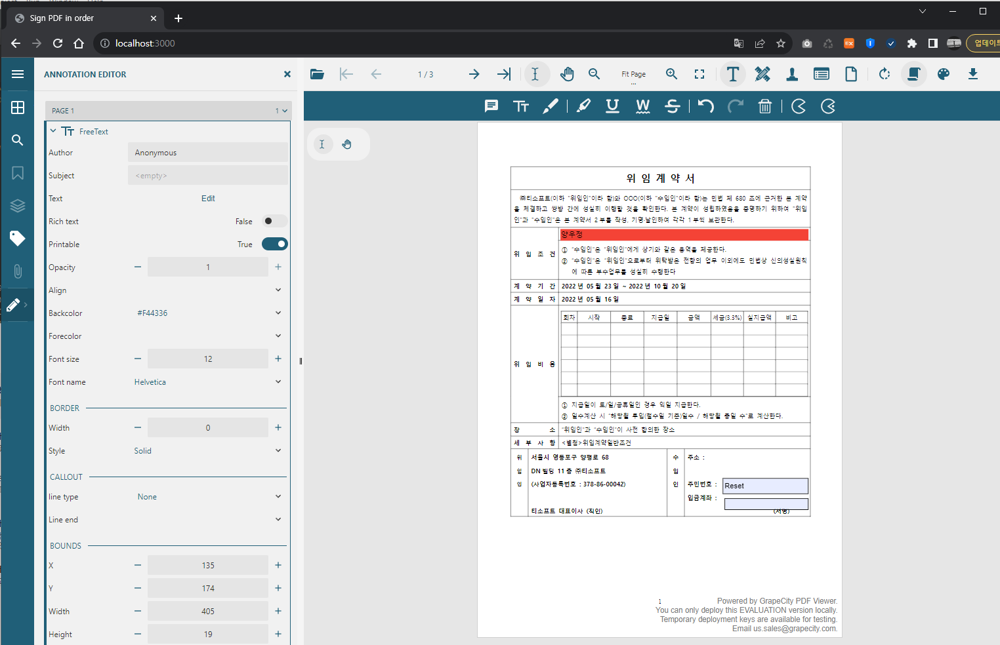 Sign PDF in order
localhost:3000
업데이트
ANNOTATION EDITOR
1 / 3
Fit Page
...
PAGE 1
1
FreeText
Author
Anonymous
Subject
<empty>
Text
Edit
Rich text
False
Printable
True
Opacity
1
Align
Backcolor
#F44336
Forecolor
Font size
12
Font name
Helvetica
BORDER
Width
0
Style
Solid
CALLOUT
line type
None
Line end
BOUNDS
X
135
Y
174
Width
405
Height
19
위 임 계 약 서
㈜티소프트(이하 "위임인"이라 함)와 OOO(이하 "수임인"이라 함)는 민법 제 680 조에 근거한 본 계약
을 체결하고 쌍방 간에 성실히 이행할 것을 확인한다. 본 계약이 성립하였음을 증명하기 위하여 "위임
인"과 "수임인"은 본 계약서 2 부를 작성, 기명·날인하여 각각 1 부씩 보관한다.
양우정
위 임 조 건
① "수임인"은 "위임인"에게 상기와 같은 용역을 제공한다.
② "수임인"은 "위임인"으로부터 위탁받은 전항의 업무 이외에도 민법상 신의성실원칙
에 따른 부수업무를 성실히 수행한다
계 약 기 간
2022 년 05 월 23 일 ~ 2022 년 10 월 20 일
계 약 일 자
2022 년 05 월 16 일
회차 시작 종료 지급일 금액 세금(3.3%) 실지급액 비고
위 임 비 용
① 지급일이 토/일/공휴일인 경우 익일 지급한다.
② 일수계산 시 "해당월 투입(철수일 기준)일수 / 해당월 총일 수"로 계산한다.
장 소
"위임인"과 "수임인"이 사전 합의한 장소
세 부 사 항
<별첨>위임계약일반조건
위 임 인
서울시 영등포구 양평로 68
DN 빌딩 11 층 ㈜티소프트
(사업자등록번호 : 378-86-00042)
티소프트 대표이사 (직인)
수 임 인
주소 :
주민번호 :
Reset
입금계좌 :
(서명)
1
Powered by GrapeCity PDF Viewer.
You can only deploy this EVALUATION version locally.
Temporary deployment keys are available for testing.
Email us.sales@grapecity.com.